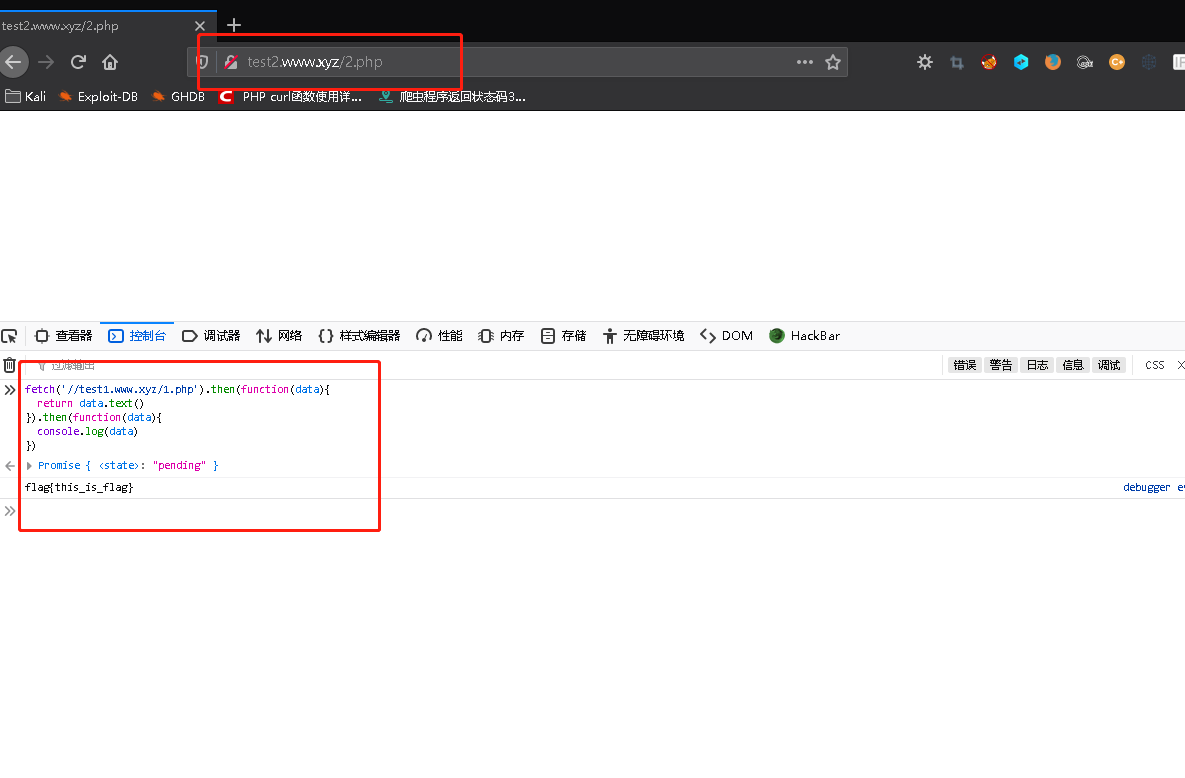 test2.www.xyz/2.php
test2.www.xyz/2.php
Kali Exploit-DB GHDB PHP curl函数使用详... 爬虫程序返回状态码3...
查看器 控制台 调试器 网络 样式编辑器 性能 内存 存储 无障碍环境 DOM HackBar
过滤输出 错误 警告 日志 信息 调试 CSS X
fetch('//test1.www.xyz/1.php').then(function(data){
return data.text()
}).then(function(data){
console.log(data)
})
Promise { <state>: "pending" }
flag{this_is_flag} debugger ev